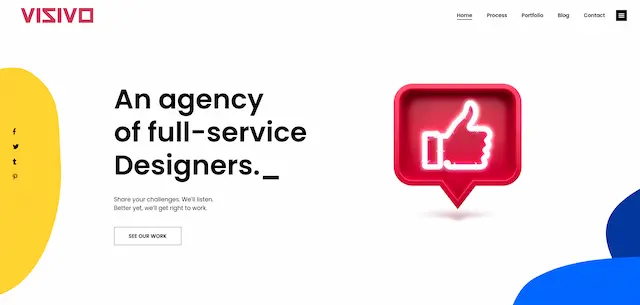 VISIVO
Home Process Portfolio Blog Contact
An agency
of full-service
Designers._
Share your challenges. We'll listen.
Better yet, we'll get right to work.
SEE OUR WORK